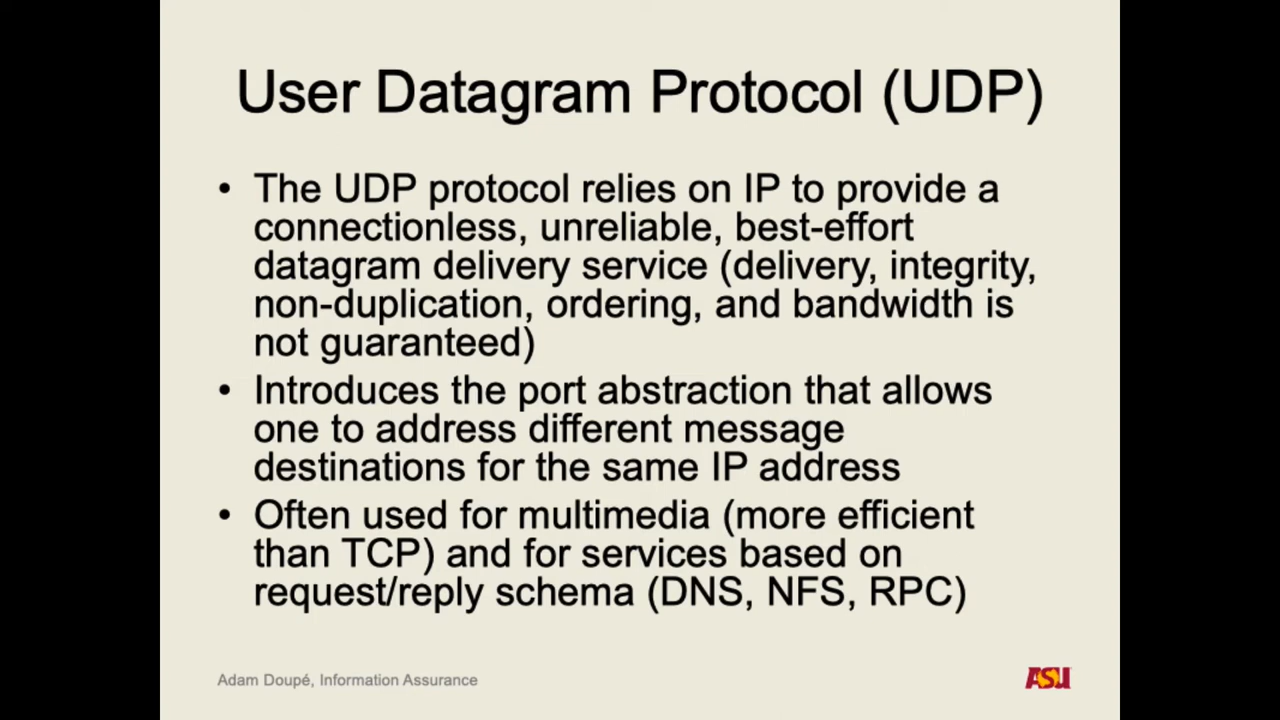 User Datagram Protocol (UDP)
• The UDP protocol relies on IP to provide a
connectionless, unreliable, best-effort
datagram delivery service (delivery, integrity,
non-duplication, ordering, and bandwidth is
not guaranteed)
• Introduces the port abstraction that allows
one to address different message
destinations for the same IP address
• Often used for multimedia (more efficient
than TCP) and for services based on
request/reply schema (DNS, NFS, RPC)
Adam Doupé, Information Assurance
ASU